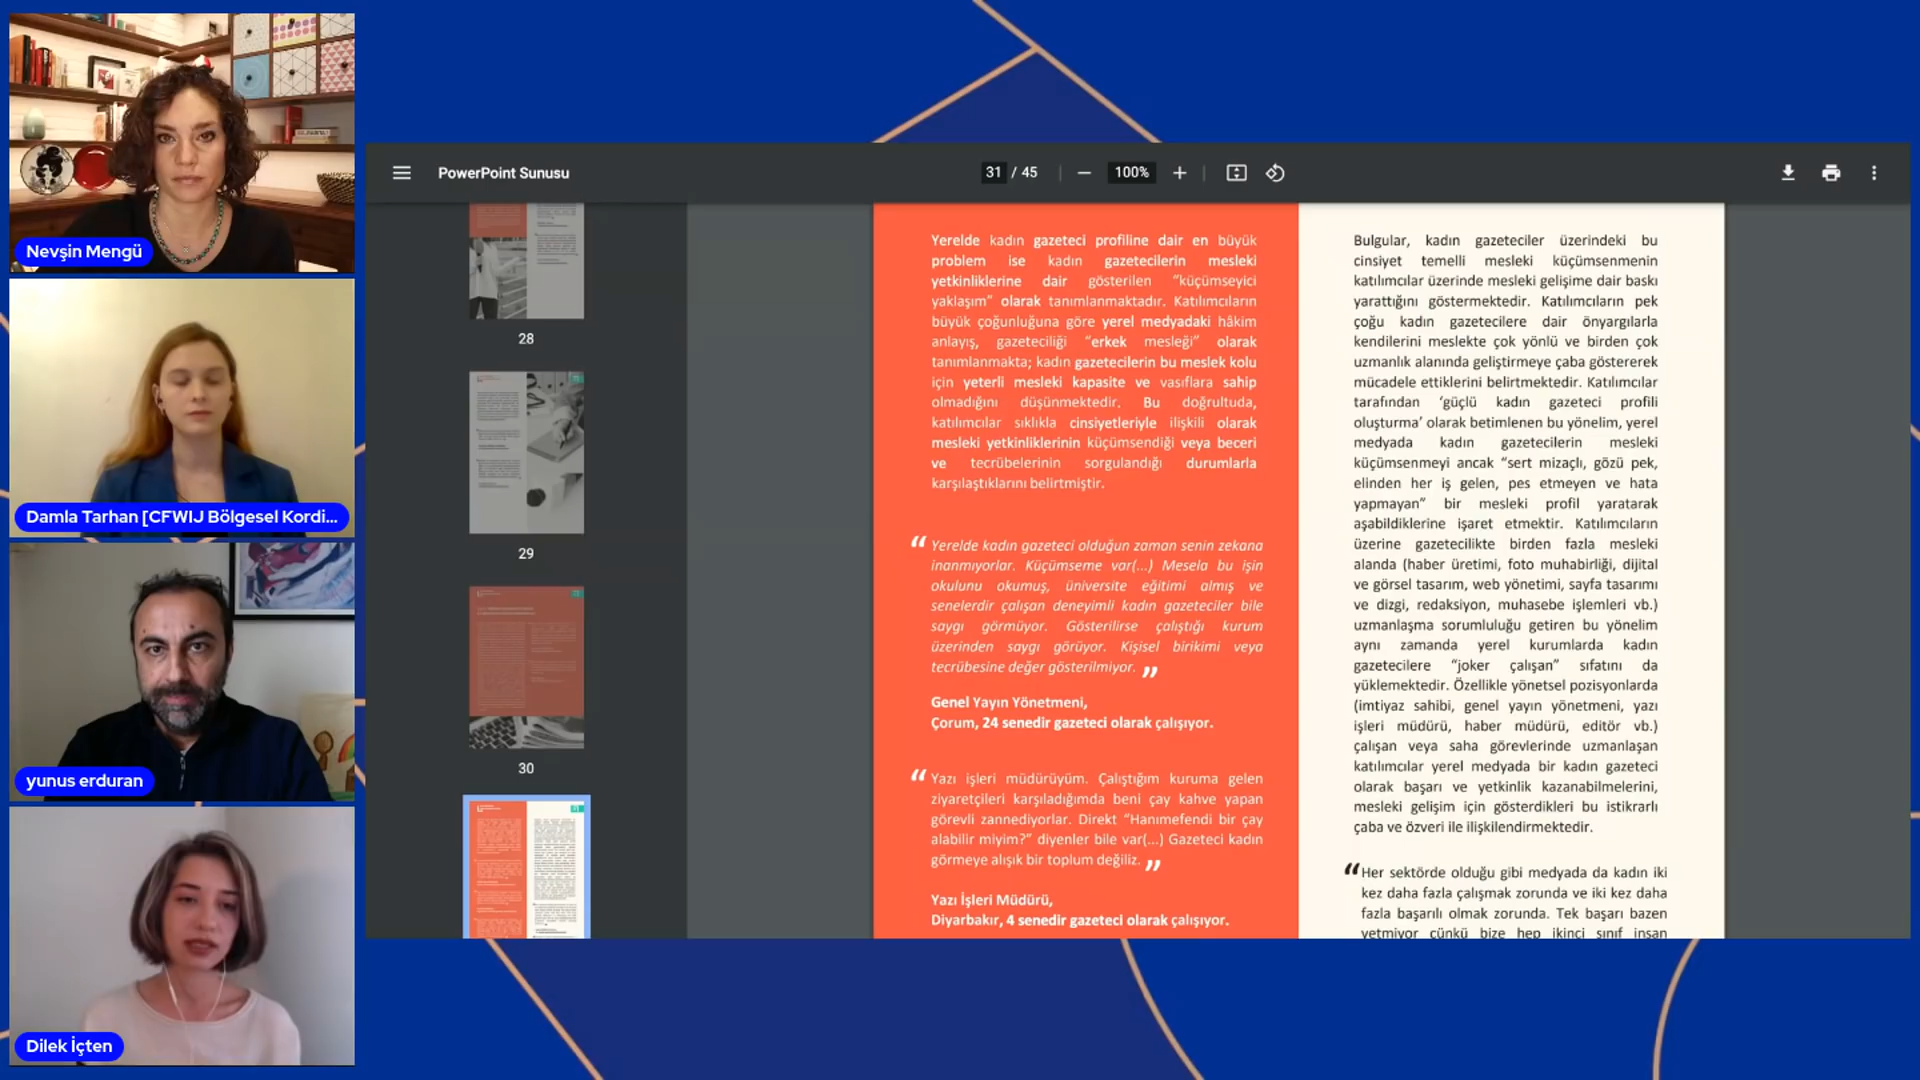 Nevşin Mengü
Damla Tarhan [CFWIJ Bölgesel Kordi...
yunus erduran
Dilek İçten
PowerPoint Sunusu
31 / 45
100%
28
29
30
Yerelde kadın gazeteci profiline dair en büyük
problem ise kadın gazetecilerin mesleki
yetkinliklerine dair gösterilen “küçümseyici
yaklaşım” olarak tanımlanmaktadır. Katılımcıların
büyük çoğunluğuna göre yerel medyadaki hâkim
anlayış, gazeteciliği “erkek mesleği” olarak
tanımlanmakta; kadın gazetecilerin bu meslek kolu
için yeterli mesleki kapasite ve vasıflara sahip
olmadığını düşünmektedir. Bu doğrultuda,
katılımcılar sıklıkla cinsiyetleriyle ilişkili olarak
mesleki yetkinliklerinin küçümsendiği veya beceri
ve tecrübelerinin sorgulandığı durumlarla
karşılaştıklarını belirtmiştir.
“ Yerelde kadın gazeteci olduğun zaman senin zekana
inanmıyorlar. Küçümseme var(...) Mesela bu işin
okulunu okumuş, üniversite eğitimi almış ve
senelerdir çalışan deneyimli kadın gazeteciler bile
saygı görmüyor. Gösterilirse çalıştığı kurum
üzerinden saygı görüyor. Kişisel birikimi veya
tecrübesine değer gösterilmiyor. ”
Genel Yayın Yönetmeni,
Çorum, 24 senedir gazeteci olarak çalışıyor.
“ Yazı işleri müdürüyüm. Çalıştığım kuruma gelen
ziyaretçileri karşıladığımda beni çay kahve yapan
görevli zannediyorlar. Direkt “Hanımefendi bir çay
alabilir miyim?” diyenler bile var(...) Gazeteci kadın
görmeye alışık bir toplum değiliz. ”
Yazı İşleri Müdürü,
Diyarbakır, 4 senedir gazeteci olarak çalışıyor.
Bulgular, kadın gazeteciler üzerindeki bu
cinsiyet temelli mesleki küçümsenmenin
katılımcılar üzerinde mesleki gelişime dair baskı
yarattığını göstermektedir. Katılımcıların pek
çoğu kadın gazetecilere dair önyargılarla
kendilerini meslekte çok yönlü ve birden çok
uzmanlık alanında geliştirmeye çaba göstererek
mücadele ettiklerini belirtmektedir. Katılımcılar
tarafından ‘güçlü kadın gazeteci profili
oluşturma’ olarak betimlenen bu yönelim, yerel
medyada kadın gazetecilerin mesleki
küçümsenmeyi ancak “sert mizaçlı, gözü pek,
elinden her iş gelen, pes etmeyen ve hata
yapmayan” bir mesleki profil yaratarak
aşabildiklerine işaret etmektir. Katılımcıların
üzerine gazetecilikte birden fazla mesleki
alanda (haber üretimi, foto muhabirliği, dijital
ve görsel tasarım, web yönetimi, sayfa tasarımı
ve dizgi, redaksiyon, muhasebe işlemleri vb.)
uzmanlaşma sorumluluğu getiren bu yönelim
aynı zamanda yerel kurumlarda kadın
gazetecilere “joker çalışan” sıfatını da
yüklemektedir. Özellikle yönetsel pozisyonlarda
(imtiyaz sahibi, genel yayın yönetmeni, yazı
işleri müdürü, haber müdürü, editör vb.)
çalışan veya saha görevlerinde uzmanlaşan
katılımcılar yerel medyada bir kadın gazeteci
olarak başarı ve yetkinlik kazanabilmelerini,
mesleki gelişim için gösterdikleri bu istikrarlı
çaba ve özveri ile ilişkilendirmektedir.
“ Her sektörde olduğu gibi medyada da kadın iki
kez daha fazla çalışmak zorunda ve iki kez daha
fazla başarılı olmak zorunda. Tek başarı bazen
yetmiyor çünkü bize hep ikinci sınıf insan